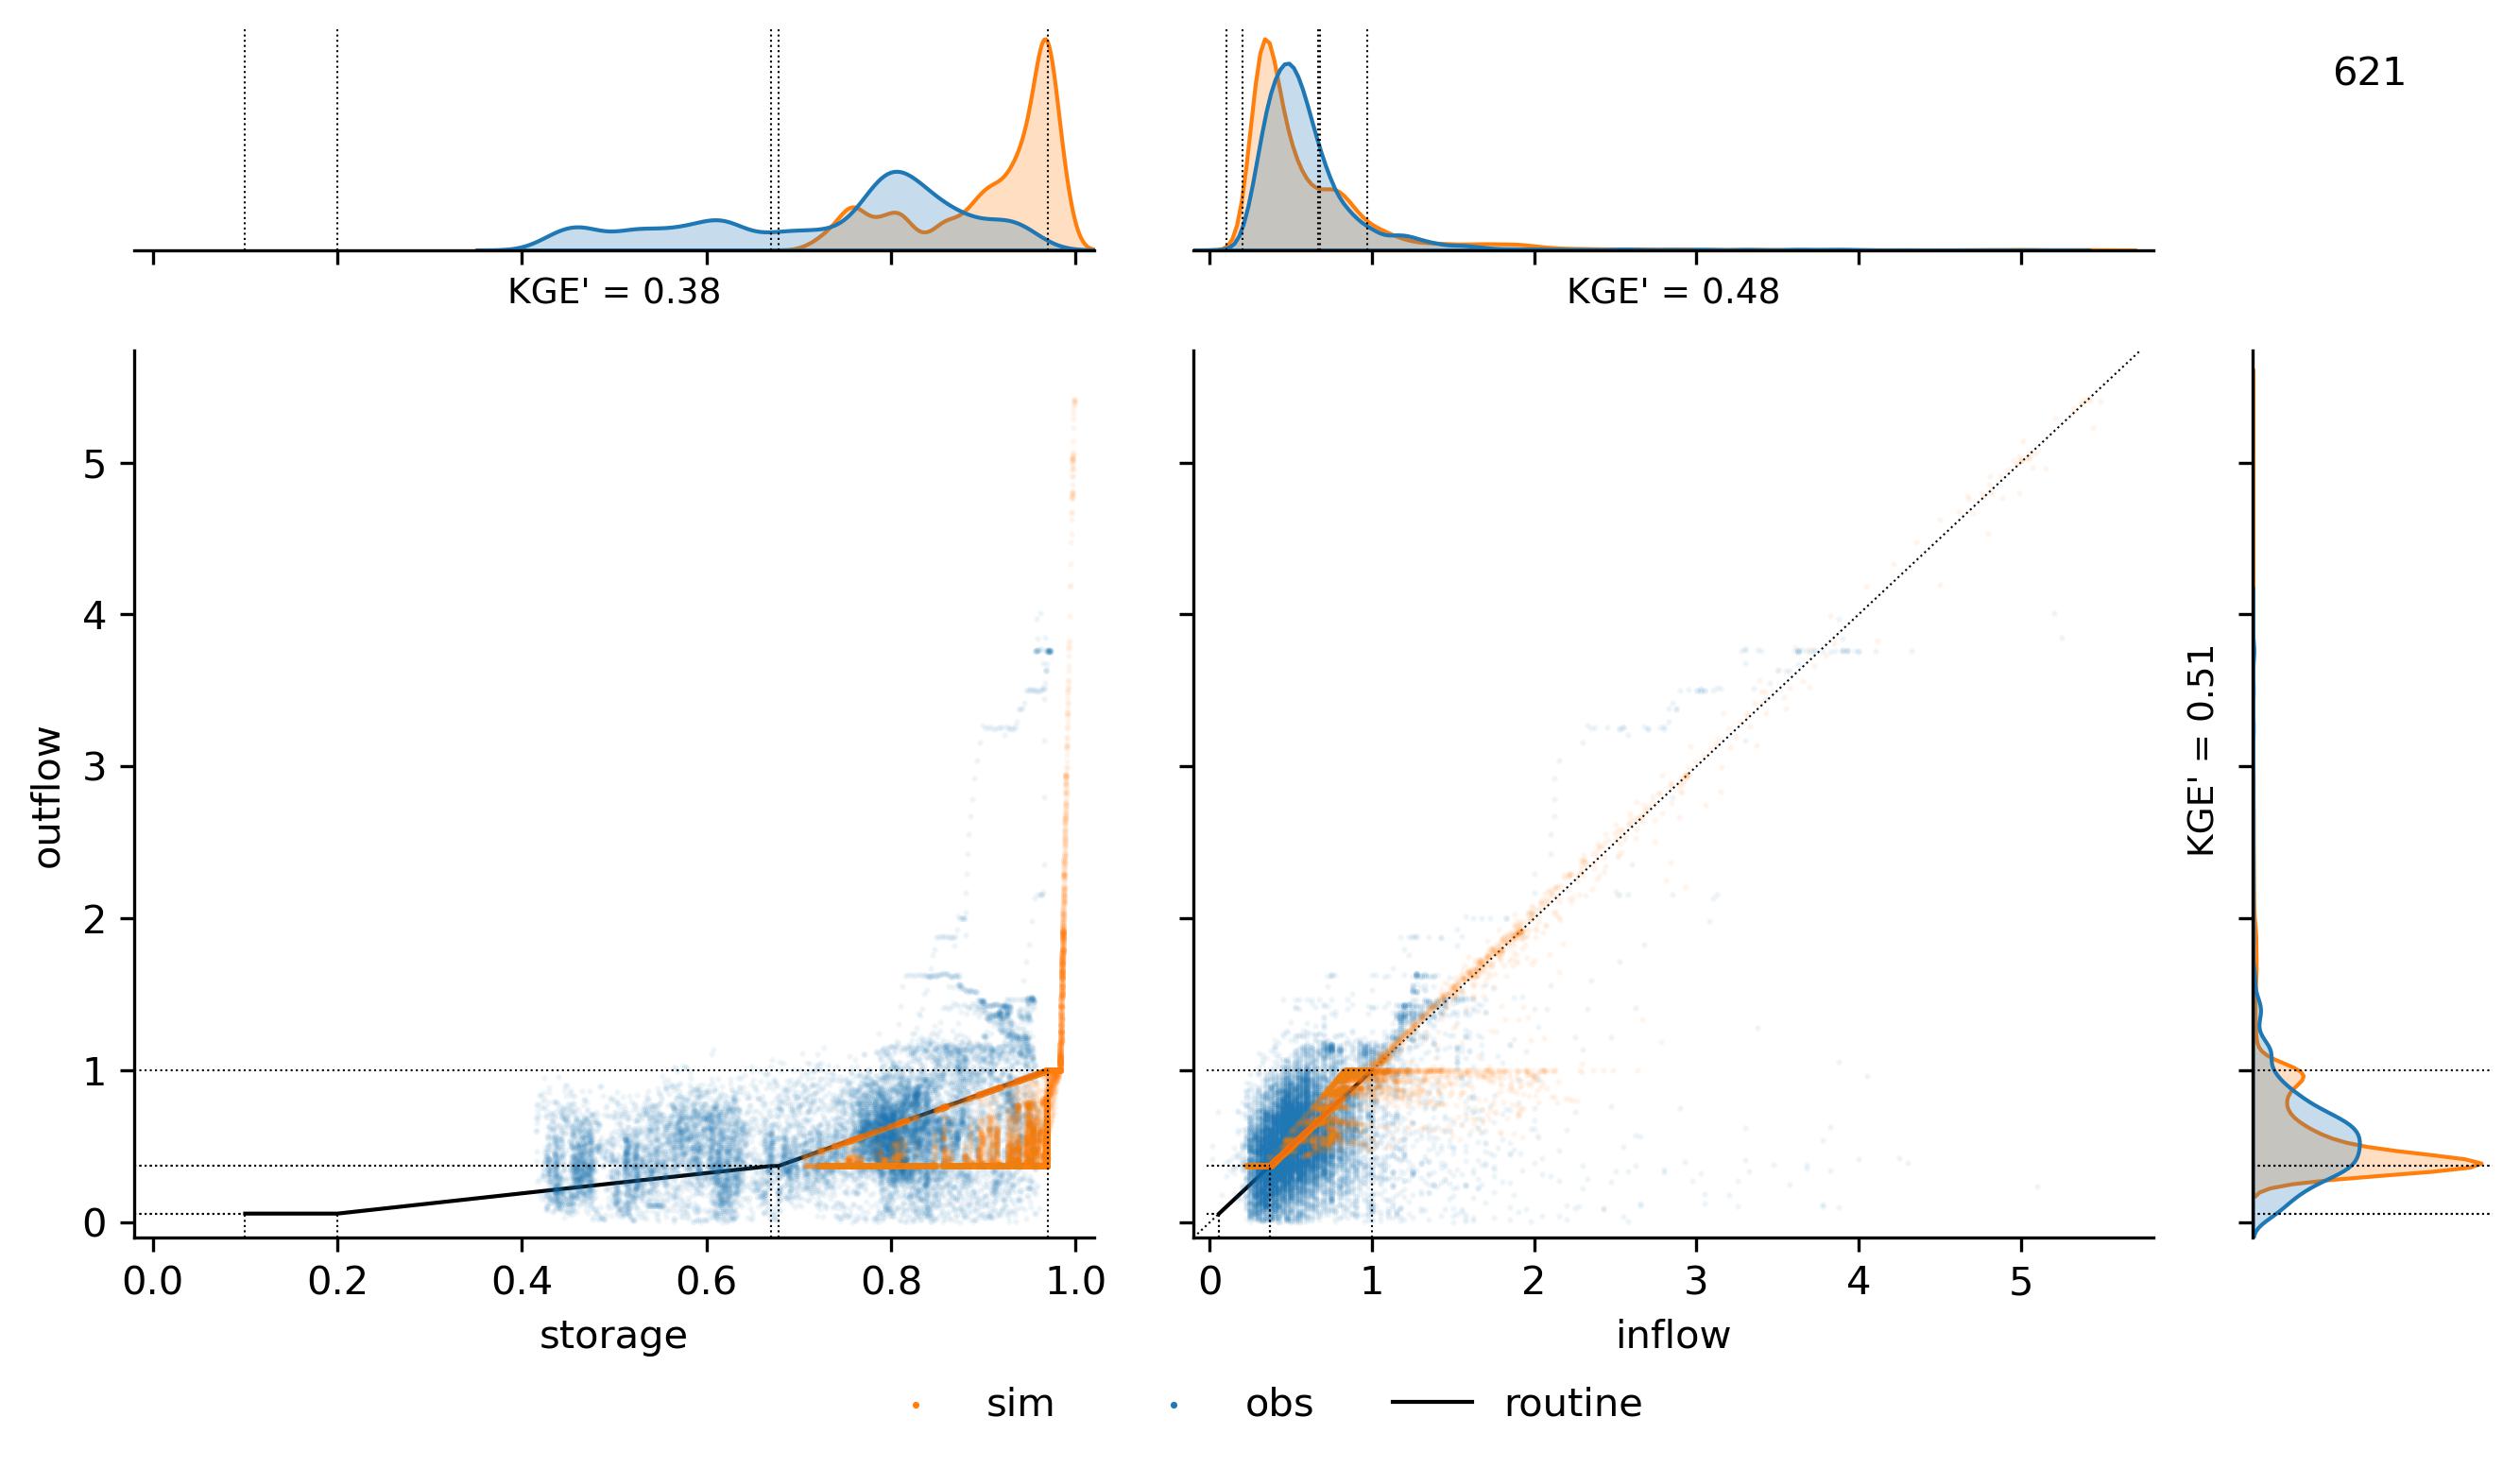 621
KGE' = 0.38
KGE' = 0.48
outflow
5
4
3
2
1
0
KGE' = 0.51
0.0 0.2 0.4 0.6 0.8 1.0
0 1 2 3 4 5
storage
inflow
sim obs routine